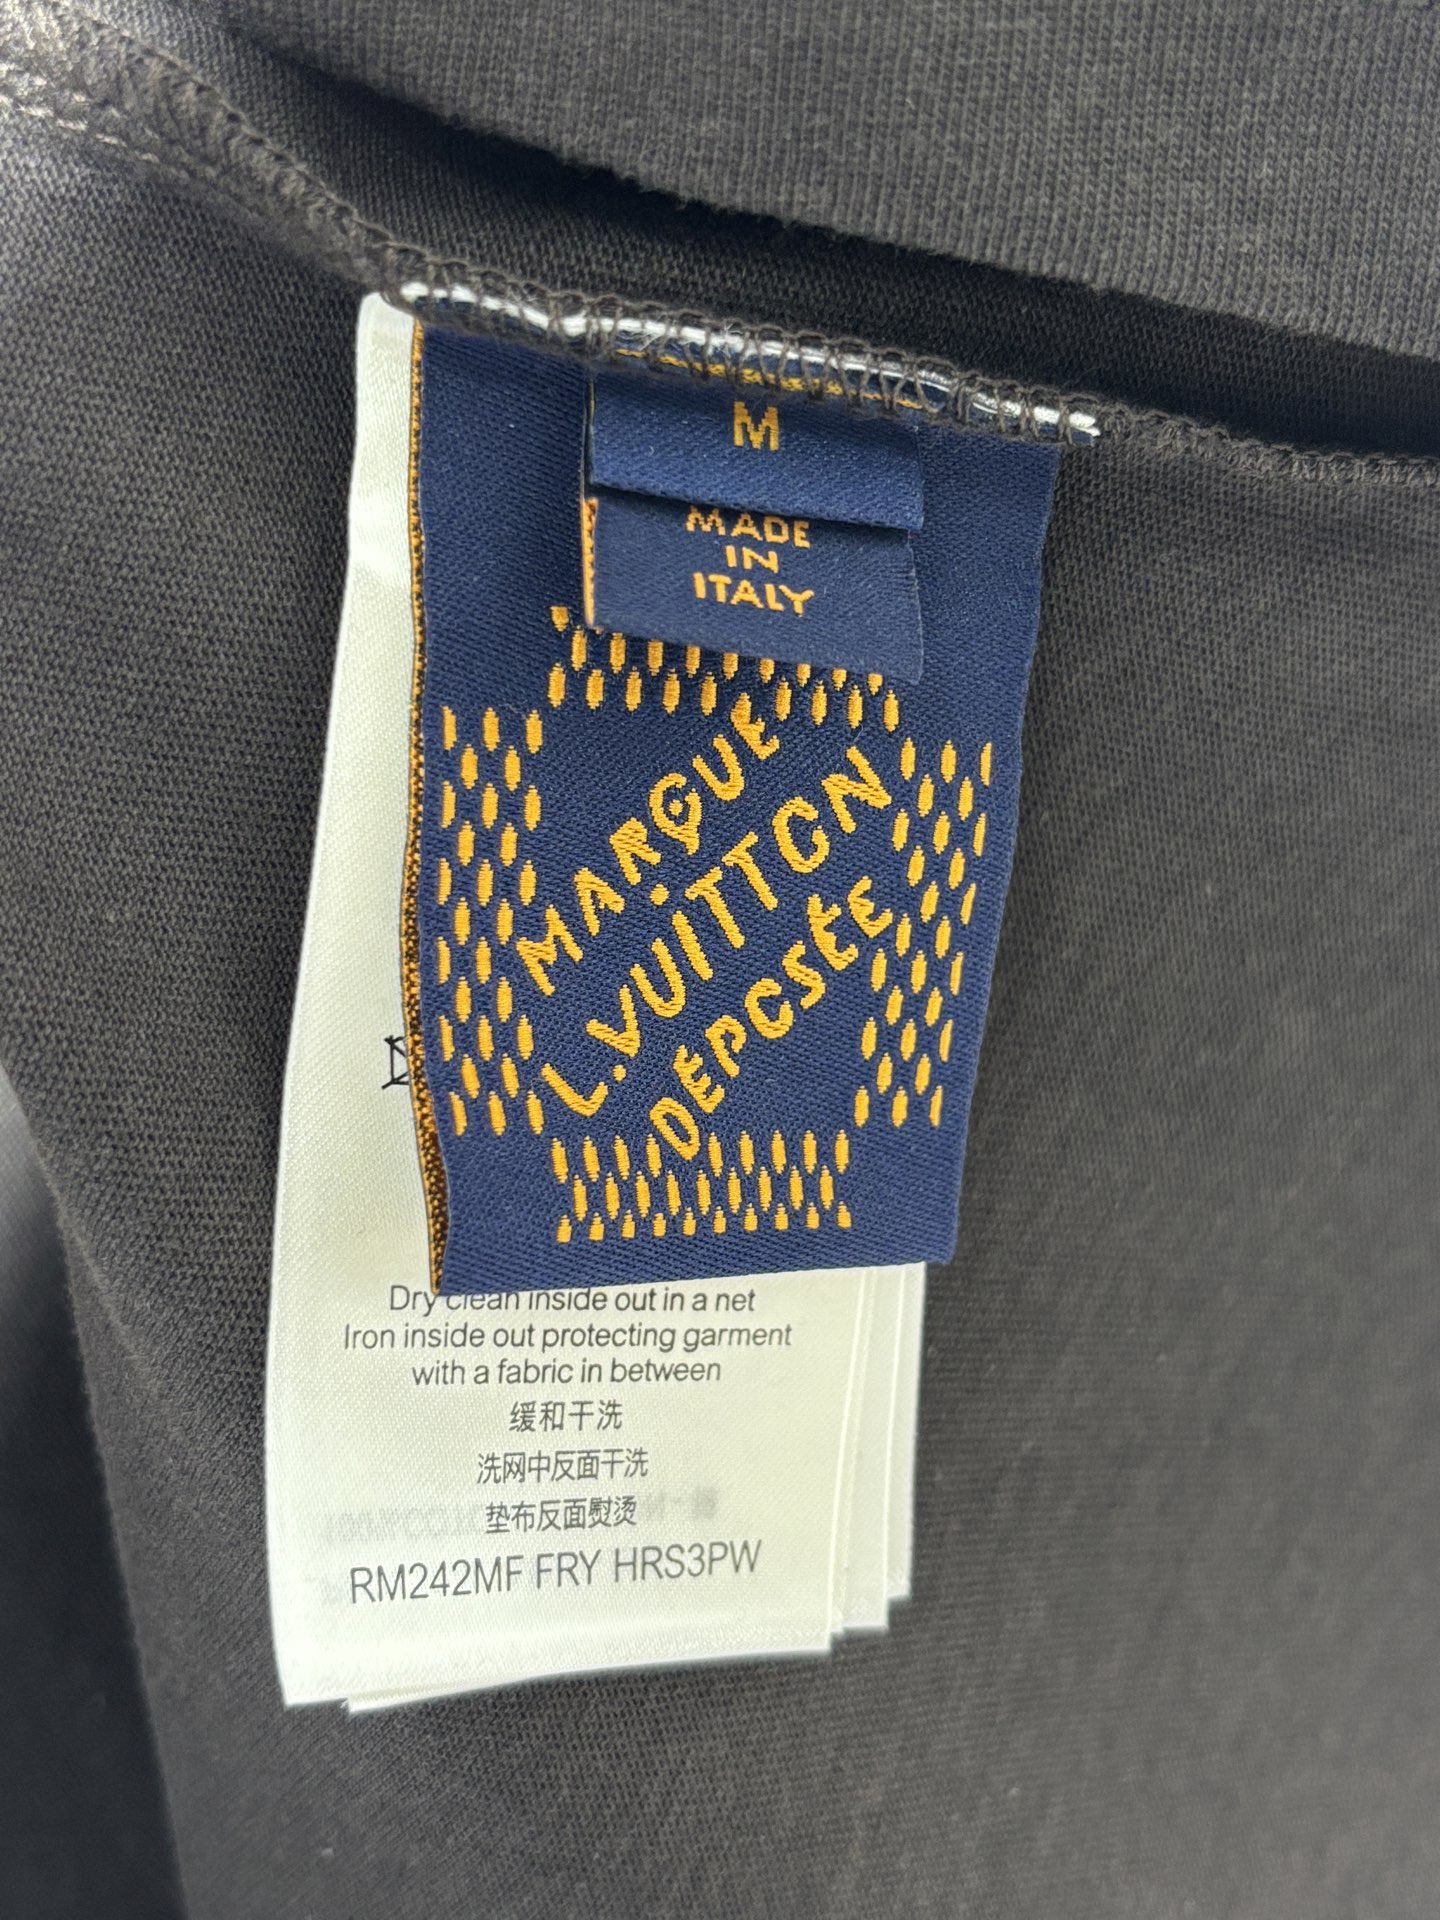 M
MADE
IN
ITALY
MARQUE
L.VUITTON
DÉPOSÉE
Dry clean inside out in a net
Iron inside out protecting garment
with a fabric in between
缓和干洗
洗网中反面干洗
垫布反面熨烫
RM242MF FRY HRS3PW